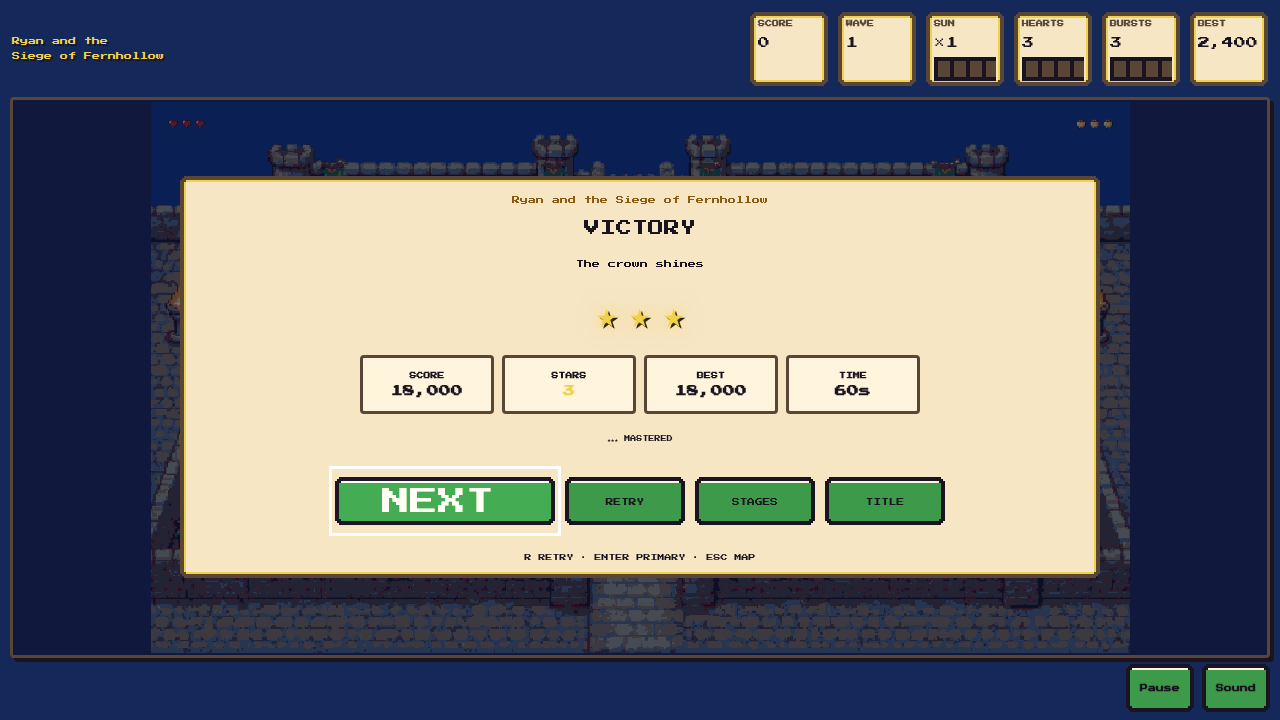 Ryan and the
Siege of Fernhollow
SCORE
0
WAVE
1
SUN
×1
HEARTS
3
BURSTS
3
BEST
2,400
Ryan and the Siege of Fernhollow
VICTORY
The crown shines
SCORE
18,000
STARS
3
BEST
18,000
TIME
60s
... MASTERED
NEXT
RETRY
STAGES
TITLE
R RETRY · ENTER PRIMARY · ESC MAP
Pause
Sound